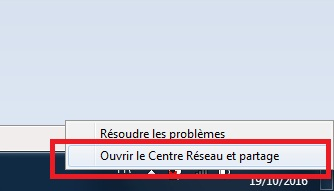 Résoudre les problèmes
Ouvrir le Centre Réseau et partage
19/10/2016